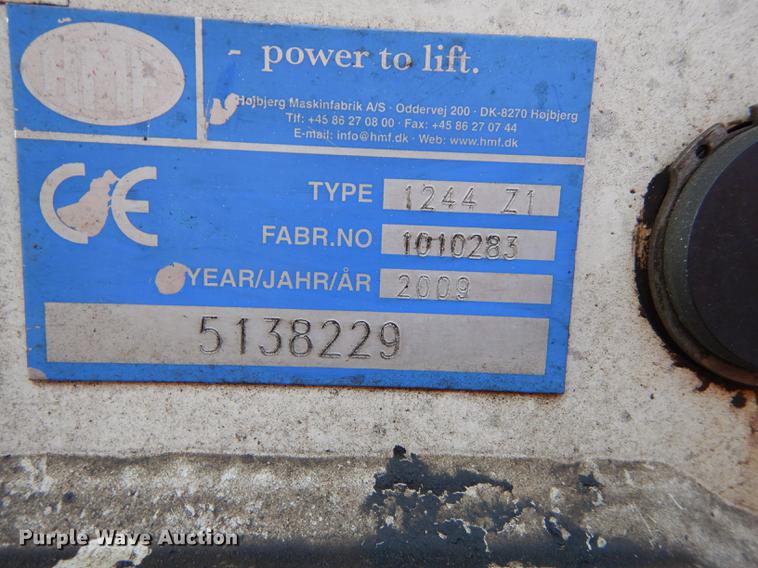 HMF
- power to lift.
Højbjerg Maskinfabrik A/S · Oddervej 200 · DK-8270 Højbjerg
Tlf: +45 86 27 08 00 · Fax: +45 86 27 07 44
E-mail: info@hmf.dk · Web: www.hmf.dk
CE
TYPE 1244 Z1
FABR.NO 1010283
YEAR/JAHR/ÅR 2009
5138229
Purple Wave Auction